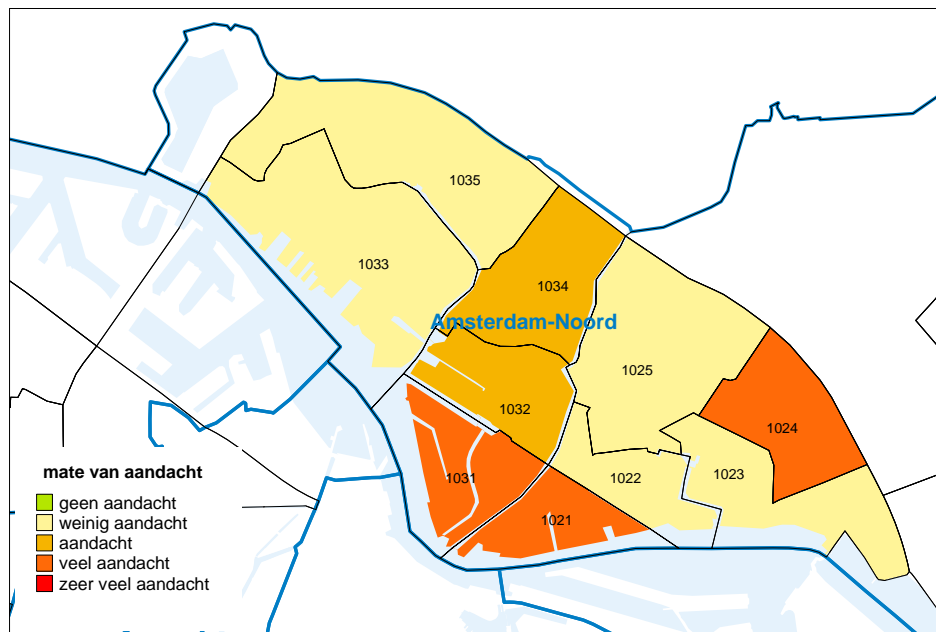 1035
1033
1034
Amsterdam-Noord
1025
1032
1024
1031
1022
1023
1021
mate van aandacht
geen aandacht
weinig aandacht
aandacht
veel aandacht
zeer veel aandacht